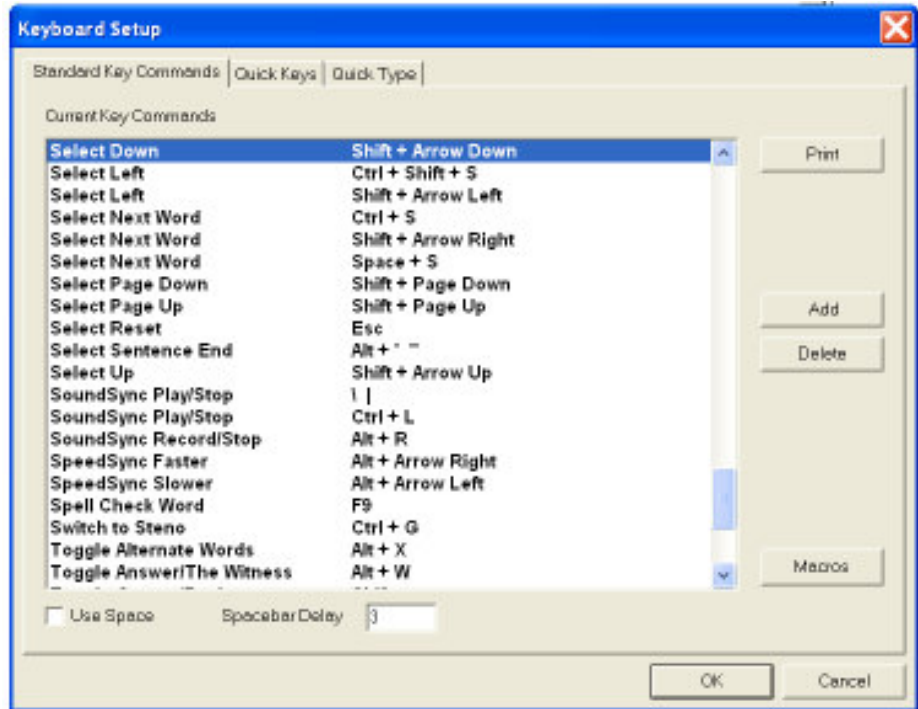 Keyboard Setup
Standard Key Commands Quick Keys Quick Type
Current Key Commands
Select Down Shift + Arrow Down
Select Left Ctrl + Shift + S
Select Left Shift + Arrow Left
Select Next Word Ctrl + S
Select Next Word Shift + Arrow Right
Select Next Word Space + S
Select Page Down Shift + Page Down
Select Page Up Shift + Page Up
Select Reset Esc
Select Sentence End Alt +
Select Up Shift + Arrow Up
SoundSync Play/Stop \ |
SoundSync Play/Stop Ctrl + L
SoundSync Record/Stop Alt + R
SpeedSync Faster Alt + Arrow Right
SpeedSync Slower Alt + Arrow Left
Spell Check Word F9
Switch to Steno Ctrl + G
Toggle Alternate Words Alt + X
Toggle Answer/The Witness Alt + W
Print
Add
Delete
Macros
Use Space Spacebar Delay 3
OK Cancel